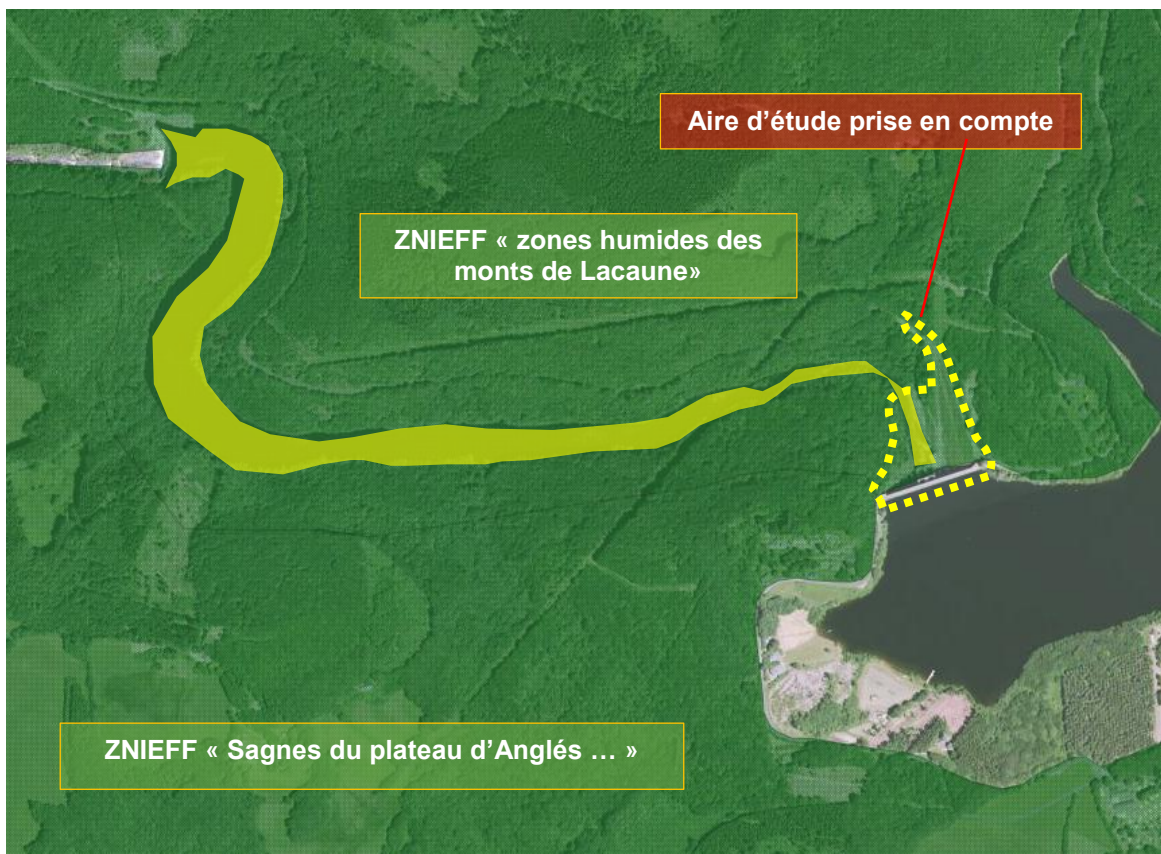 Aire d'étude prise en compte
ZNIEFF « zones humides des
monts de Lacaune»
ZNIEFF « Sagnes du plateau d'Anglés … »